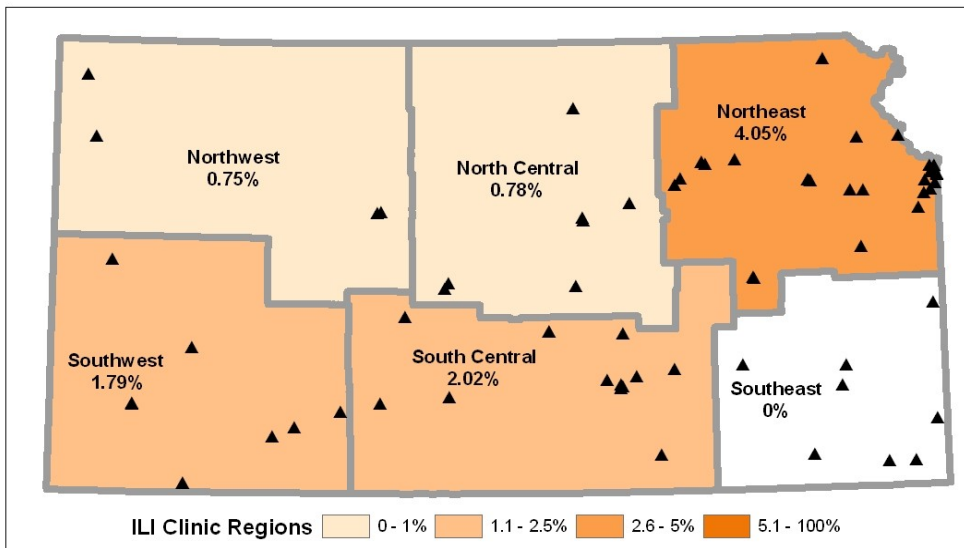 Northeast
4.05%
Northwest
0.75%
North Central
0.78%
Southwest
1.79%
South Central
2.02%
Southeast
0%
ILI Clinic Regions 0 - 1% 1.1 - 2.5% 2.6 - 5% 5.1 - 100%